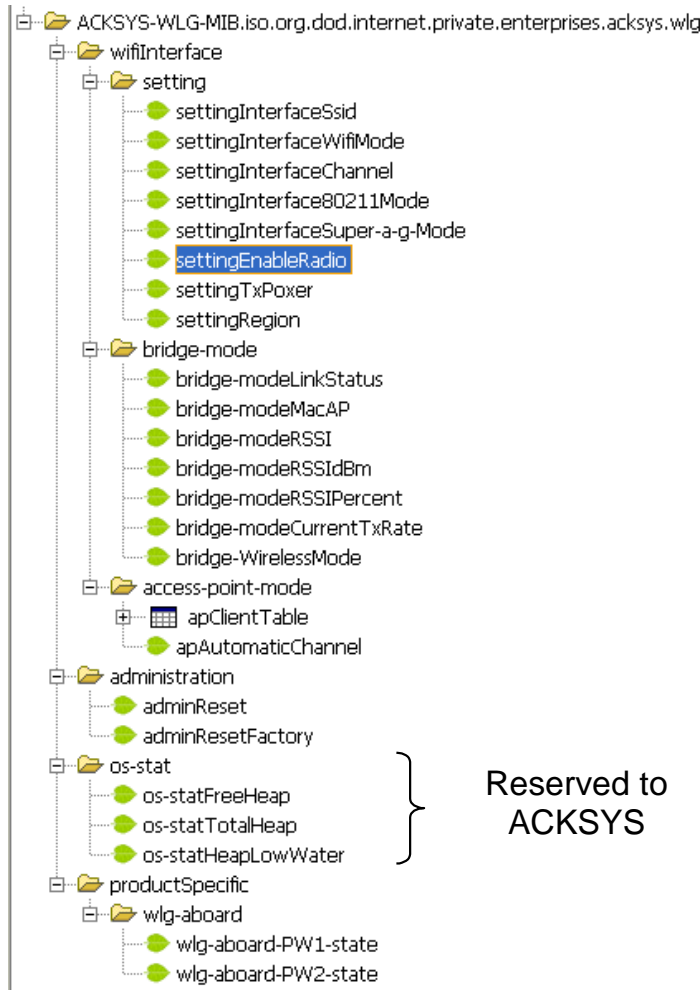 ACKSYS-WLG-MIB.iso.org.dod.internet.private.enterprises.acksys.wlg
wifiInterface
setting
settingInterfaceSsid
settingInterfaceWifiMode
settingInterfaceChannel
settingInterface80211Mode
settingInterfaceSuper-a-g-Mode
settingEnableRadio
settingTxPoxer
settingRegion
bridge-mode
bridge-modeLinkStatus
bridge-modeMacAP
bridge-modeRSSI
bridge-modeRSSIdBm
bridge-modeRSSIPercent
bridge-modeCurrentTxRate
bridge-WirelessMode
access-point-mode
apClientTable
apAutomaticChannel
administration
adminReset
adminResetFactory
os-stat
os-statFreeHeap
os-statTotalHeap
os-statHeapLowWater
Reserved to
ACKSYS
productSpecific
wlg-aboard
wlg-aboard-PW1-state
wlg-aboard-PW2-state